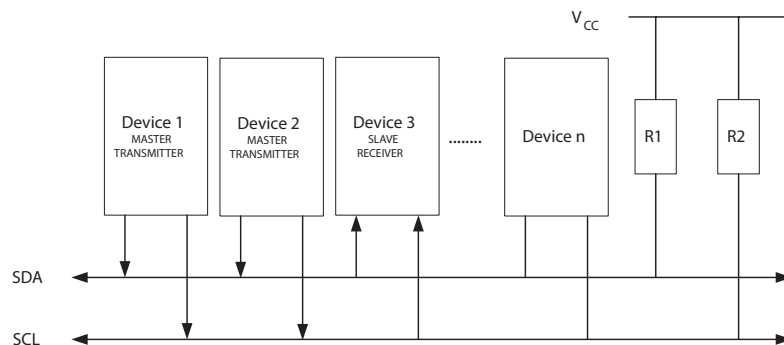 VCC
Device 1
MASTER
TRANSMITTER
Device 2
MASTER
TRANSMITTER
Device 3
SLAVE
RECEIVER
........
Device n
R1
R2
SDA
SCL